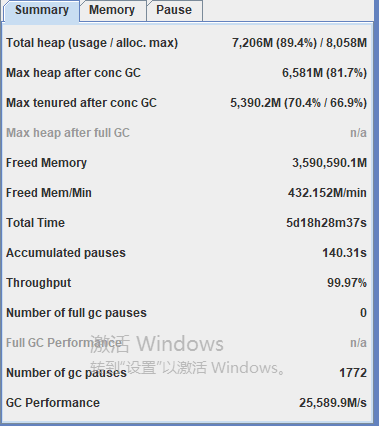 Summary Memory Pause
Total heap (usage / alloc. max) 7,206M (89.4%) / 8,058M
Max heap after conc GC 6,581M (81.7%)
Max tenured after conc GC 5,390.2M (70.4% / 66.9%)
Max heap after full GC n/a
Freed Memory 3,590,590.1M
Freed Mem/Min 432.152M/min
Total Time 5d18h28m37s
Accumulated pauses 140.31s
Throughput 99.97%
Number of full gc pauses 0
Full GC Performance n/a
激活 Windows
转到“设置”以激活 Windows。
Number of gc pauses 1772
GC Performance 25,589.9M/s